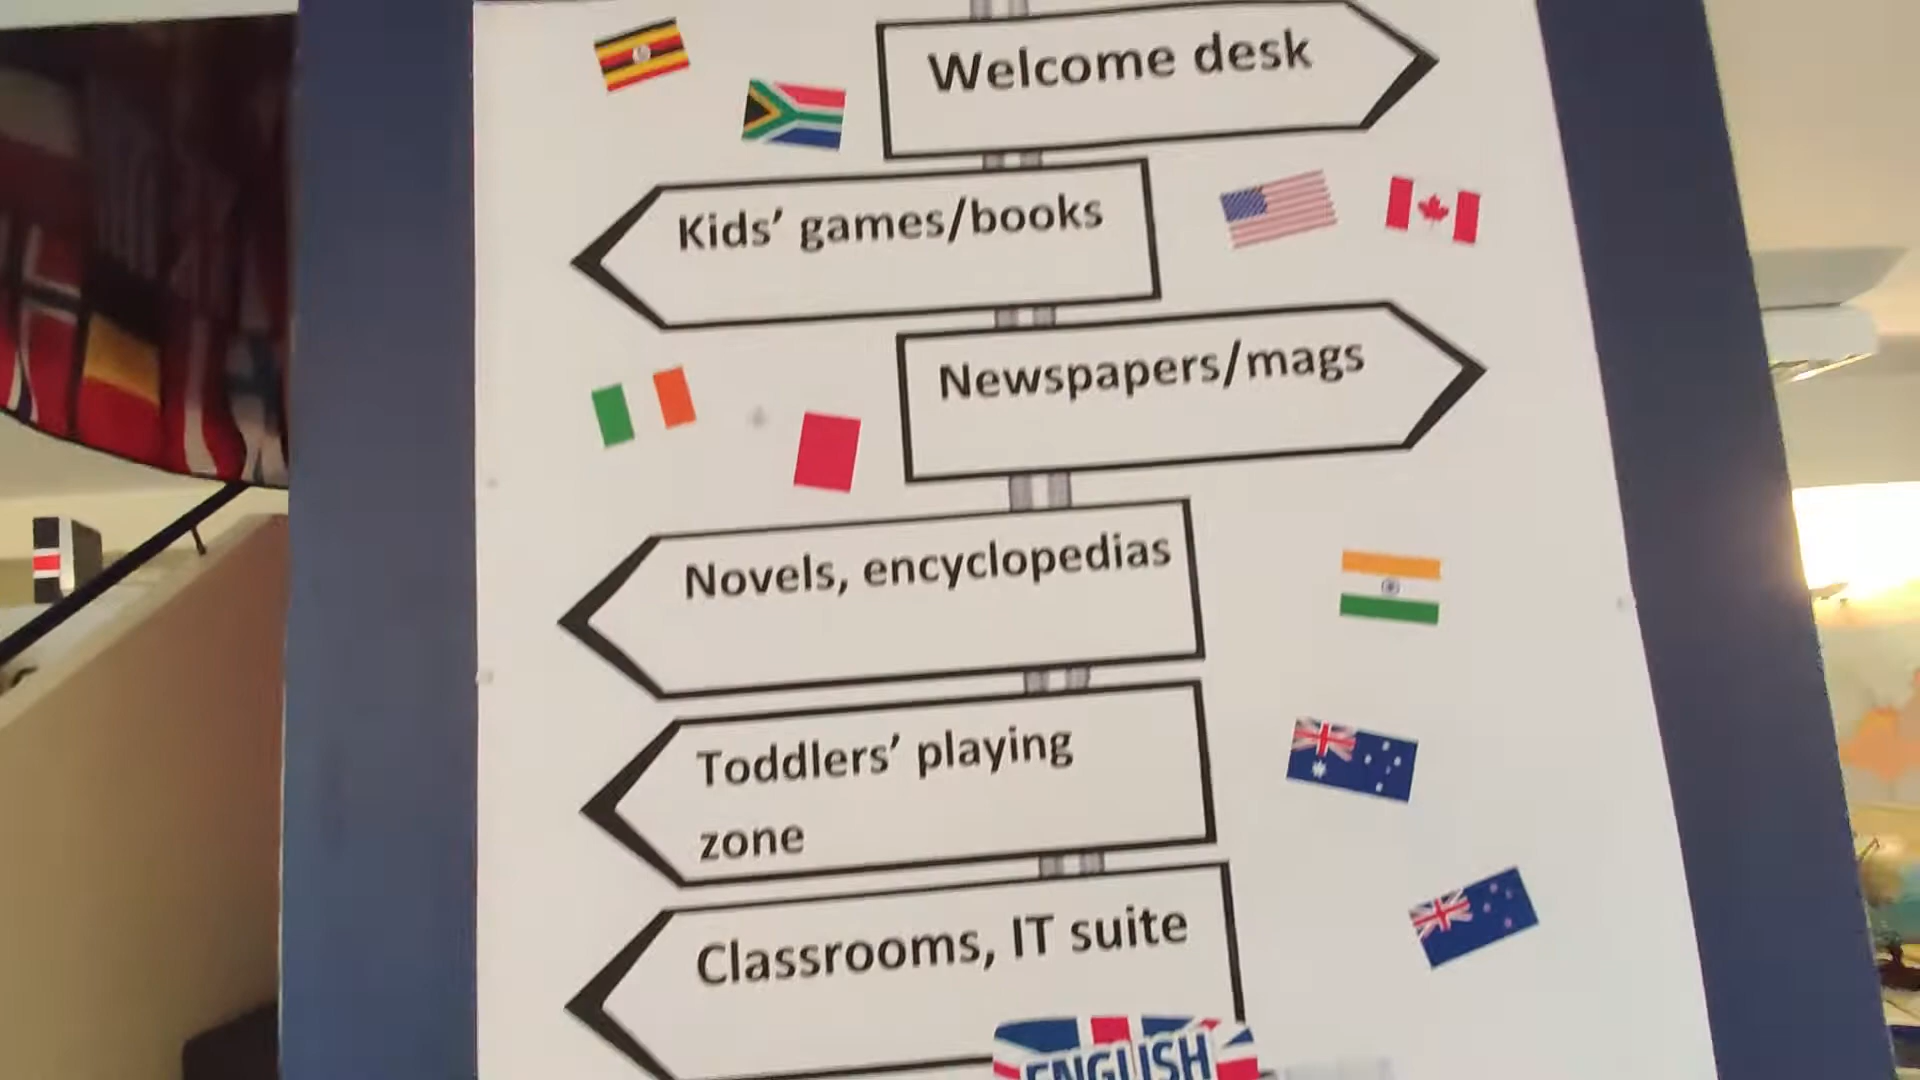 Welcome desk
Kids' games/books
Newspapers/mags
Novels, encyclopedias
Toddlers' playing
zone
Classrooms, IT suite
ENGLISH